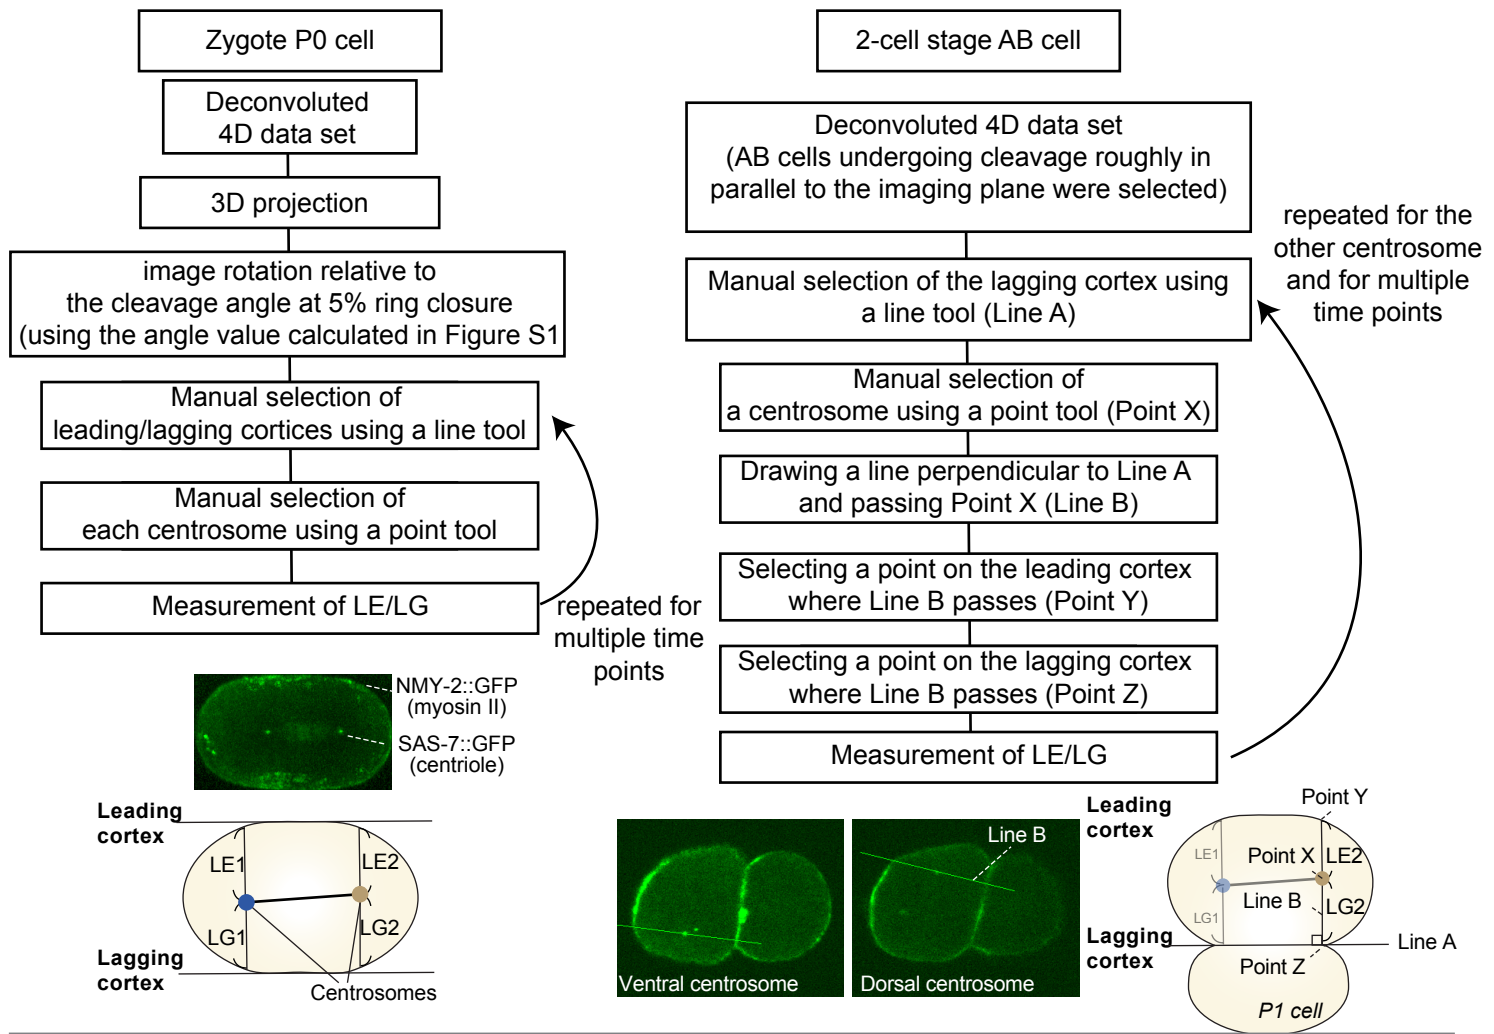 Zygote P0 cell
Deconvoluted
4D data set
3D projection
image rotation relative to
the cleavage angle at 5% ring closure
(using the angle value calculated in Figure S1
Manual selection of
leading/lagging cortices using a line tool
Manual selection of
each centrosome using a point tool
Measurement of LE/LG
repeated for
multiple time
points
NMY-2::GFP
(myosin II)
SAS-7::GFP
(centriole)
Leading
cortex
LE1
LE2
LG1
LG2
Lagging
cortex
Centrosomes
2-cell stage AB cell
Deconvoluted 4D data set
(AB cells undergoing cleavage roughly in
parallel to the imaging plane were selected)
Manual selection of the lagging cortex using
a line tool (Line A)
Manual selection of
a centrosome using a point tool (Point X)
Drawing a line perpendicular to Line A
and passing Point X (Line B)
Selecting a point on the leading cortex
where Line B passes (Point Y)
Selecting a point on the lagging cortex
where Line B passes (Point Z)
Measurement of LE/LG
repeated for the
other centrosome
and for multiple
time points
Ventral centrosome
Line B
Dorsal centrosome
Leading
cortex
Point Y
LE1
Point X
LE2
Line B
LG1
LG2
Lagging
cortex
Line A
Point Z
P1 cell